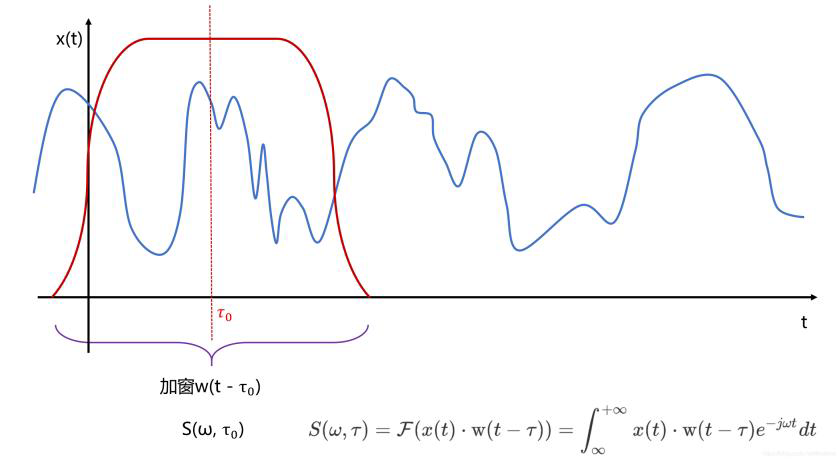 x(t)
τ₀
t
加窗w(t - τ₀)
S(ω, τ₀)
S(ω, τ) = ℱ(x(t) · w(t − τ)) = ∫_{∞}^{+∞} x(t) · w(t − τ)e^{−jωt}dt